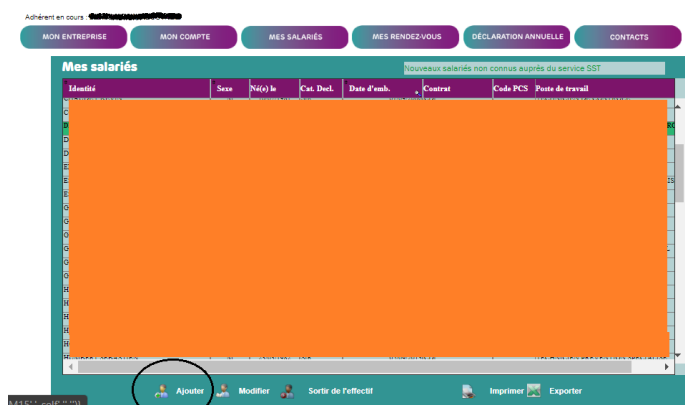 Adhérent en cours :
MON ENTREPRISE MON COMPTE MES SALARIÉS MES RENDEZ-VOUS DÉCLARATION ANNUELLE CONTACTS
Mes salariés
Nouveaux salariés non connus auprès du service SST
Identité Sexe Né(e) le Cat. Decl. Date d'emb. Contrat Code PCS Poste de travail
C
D
D
D
E
E
E
G
G
G
G
G
G
H
H
H
H
Ajouter Modifier Sortir de l'effectif Imprimer Exporter